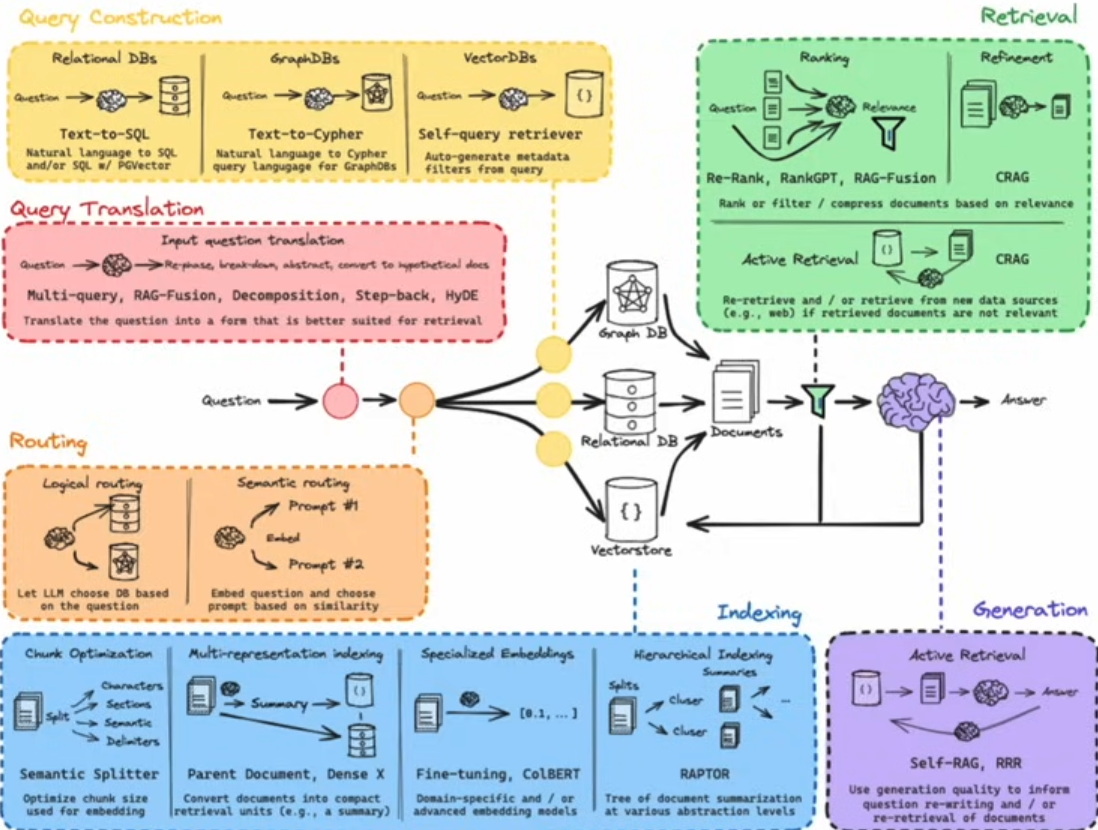 Query Construction
Relational DBs
Question
Text-to-SQL
Natural language to SQL
and/or SQL w/ PGVector
GraphDBs
Question
Text-to-Cypher
Natural language to Cypher
query langugage for GraphDBs
VectorDBs
Question
{}
Self-query retriever
Auto-generate metadata
filters from query
Retrieval
Ranking
Question
Relevance
Re-Rank, RankGPT, RAG-Fusion
Refinement
CRAG
Rank or filter / compress documents based on relevance
Active Retrieval
{}
CRAG
Re-retrieve and / or retrieve from new data sources
(e.g., web) if retrieved documents are not relevant
Query Translation
Input question translation
Question
Re-phase, break-down, abstract, convert to hypothetical docs
Multi-query, RAG-Fusion, Decomposition, Step-back, HyDE
Translate the question into a form that is better suited for retrieval
Question
Graph DB
Relational DB
{}
Vectorstore
Documents
Answer
Routing
Logical routing
Let LLM choose DB based
on the question
Semantic routing
Prompt #1
Embed
Prompt #2
Embed question and choose
prompt based on similarity
Indexing
Chunk Optimization
Split
Characters
Sections
Semantic
Delimiters
Semantic Splitter
Optimize chunk size
used for embedding
Multi-representation indexing
Summary
{}
Parent Document, Dense X
Convert documents into compact
retrieval units (e.g., a summary)
Specialized Embeddings
[0.1, ...]
Fine-tuning, ColBERT
Domain-specific and / or
advanced embedding models
Hierarchical Indexing
Splits
Summaries
Cluser
Cluser
...
RAPTOR
Tree of document summarization
at various abstraction levels
Generation
Active Retrieval
{}
Answer
Self-RAG, RRR
Use generation quality to inform
question re-writing and / or
re-retrieval of documents